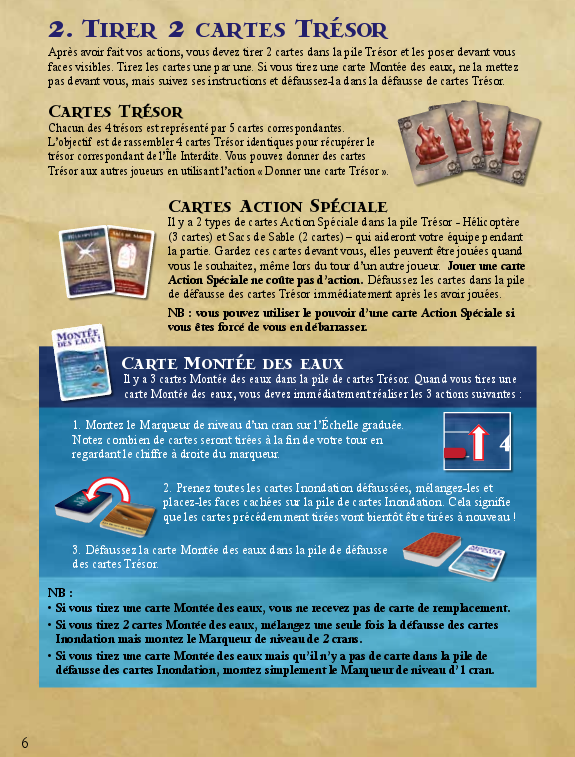 2. Tirer 2 cartes Trésor
Après avoir fait vos actions, vous devez tirer 2 cartes dans la pile Trésor et les poser devant vous
faces visibles. Tirez les cartes une par une. Si vous tirez une carte Montée des eaux, ne la mettez
pas devant vous, mais suivez ses instructions et défaussez-la dans la défausse de cartes Trésor.
Cartes Trésor
Chacun des 4 trésors est représenté par 5 cartes correspondantes.
L'objectif est de rassembler 4 cartes Trésor identiques pour récupérer le
trésor correspondant de l'Île Interdite. Vous pouvez donner des cartes
Trésor aux autres joueurs en utilisant l'action « Donner une carte Trésor ».
Cartes Action Spéciale
Il y a 2 types de cartes Action Spéciale dans la pile Trésor - Hélicoptère
(3 cartes) et Sacs de Sable (2 cartes) – qui aideront votre équipe pendant
la partie. Gardez ces cartes devant vous, elles peuvent être jouées quand
vous le souhaitez, même lors du tour d'un autre joueur. Jouer une carte
Action Spéciale ne coûte pas d'action. Défaussez les cartes dans la pile
de défausse des cartes Trésor immédiatement après les avoir jouées.
NB : vous pouvez utiliser le pouvoir d'une carte Action Spéciale si
vous êtes forcé de vous en débarrasser.
HÉLICOPTÈRE
SACS DE SABLE
MONTÉE
DES EAUX !
Carte Montée des eaux
Il y a 3 cartes Montée des eaux dans la pile de cartes Trésor. Quand vous tirez une
carte Montée des eaux, vous devez immédiatement réaliser les 3 actions suivantes :
1. Montez le Marqueur de niveau d'un cran sur l'Échelle graduée.
Notez combien de cartes seront tirées à la fin de votre tour en
regardant le chiffre à droite du marqueur.
4
2. Prenez toutes les cartes Inondation défaussées, mélangez-les et
placez-les faces cachées sur la pile de cartes Inondation. Cela signifie
que les cartes précédemment tirées vont bientôt être tirées à nouveau !
3. Défaussez la carte Montée des eaux dans la pile de défausse
des cartes Trésor.
NB :
• Si vous tirez une carte Montée des eaux, vous ne recevez pas de carte de remplacement.
• Si vous tirez 2 cartes Montée des eaux, mélangez une seule fois la défausse des cartes
Inondation mais montez le Marqueur de niveau de 2 crans.
• Si vous tirez une carte Montée des eaux mais qu'il n'y a pas de carte dans la pile de
défausse des cartes Inondation, montez simplement le Marqueur de niveau d'1 cran.
6